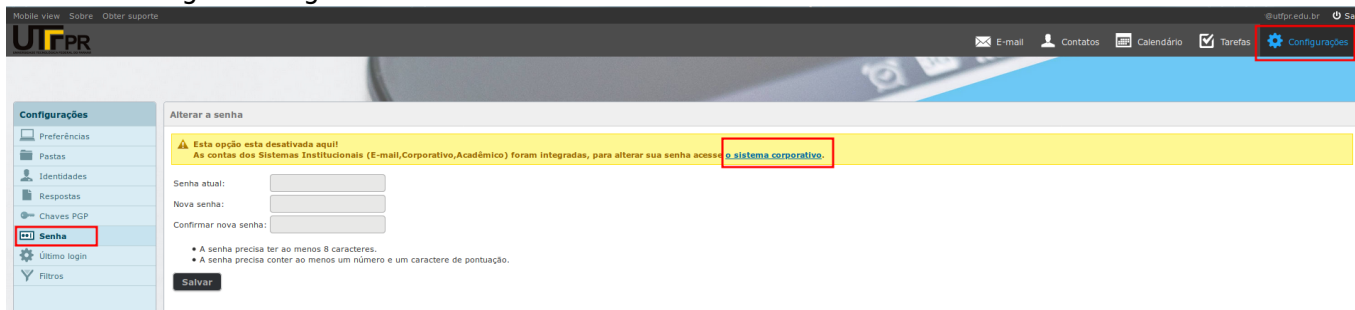 Mobile view Sobre Obter suporte
@utfpr.edu.br Sa
UTFPR
E-mail Contatos Calendário Tarefas Configurações
Configurações
Preferências
Pastas
Identidades
Respostas
Chaves PGP
Senha
Último login
Filtros
Alterar a senha
Esta opção esta desativada aqui!
As contas dos Sistemas Institucionais (E-mail,Corporativo,Acadêmico) foram integradas, para alterar sua senha acesse o sistema corporativo.
Senha atual:
Nova senha:
Confirmar nova senha:
• A senha precisa ter ao menos 8 caracteres.
• A senha precisa conter ao menos um número e um caractere de pontuação.
Salvar